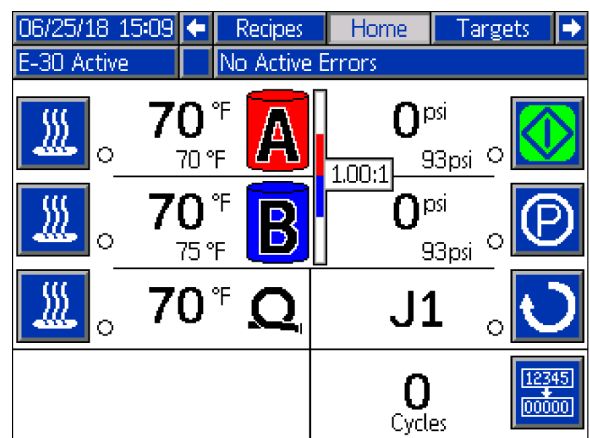 06/25/18 15:09 Recipes Home Targets
E-30 Active No Active Errors
70 °F A 0 psi
70 °F 93psi
1.00:1
70 °F B 0 psi P
75 °F 93psi
70 °F J1
0 12345
Cycles 00000